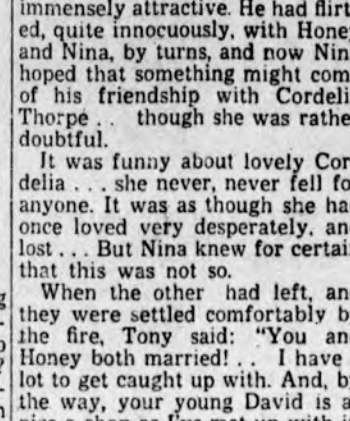 immensely attractive. He had flirt
ed, quite innocuously, with Hone
and Nina, by turns, and now Nin
hoped that something might com
of his friendship with Cordeli
Thorpe . . though she was rathe
doubtful.
It was funny about lovely Cor
delia . . . she never, never fell fo
anyone. It was as though she ha
once loved very desperately, an
lost . . . But Nina knew for certai
that this was not so.
When the other had left, an
they were settled comfortably b
the fire, Tony said: "You an
Honey both married! . . I have
lot to get caught up with. And, b
the way, your young David is a